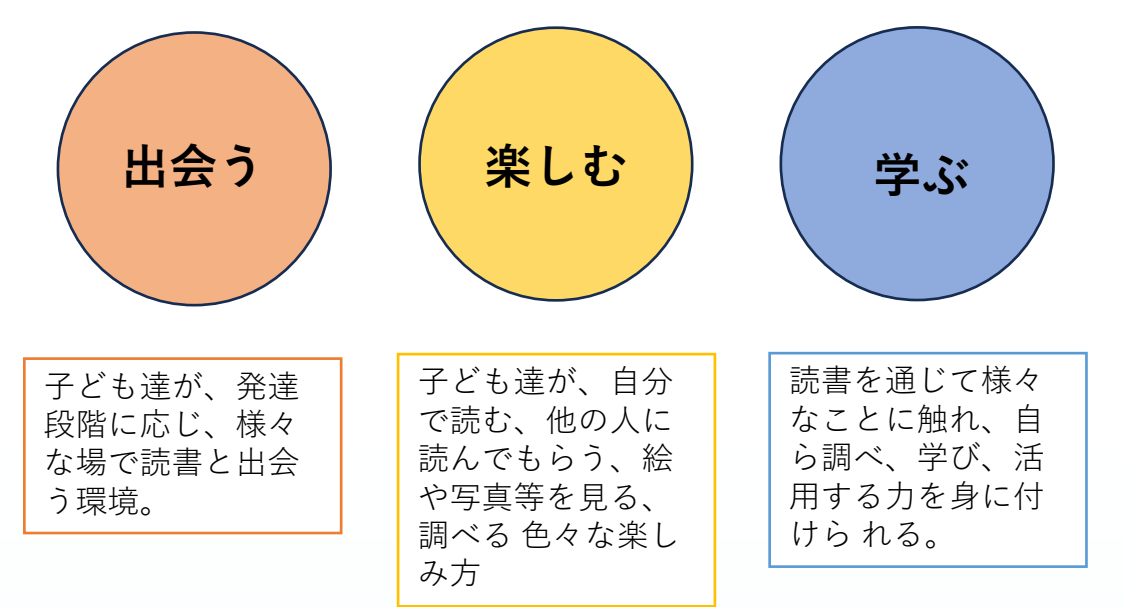 出会う
楽しむ
学ぶ
子ども達が、発達
段階に応じ、様々
な場で読書と出会
う環境。
子ども達が、自分
で読む、他の人に
読んでもらう、絵
や写真等を見る、
調べる 色々な楽し
み方
読書を通じて様々
なことに触れ、自
ら調べ、学び、活
用する力を身に付
けら れる。